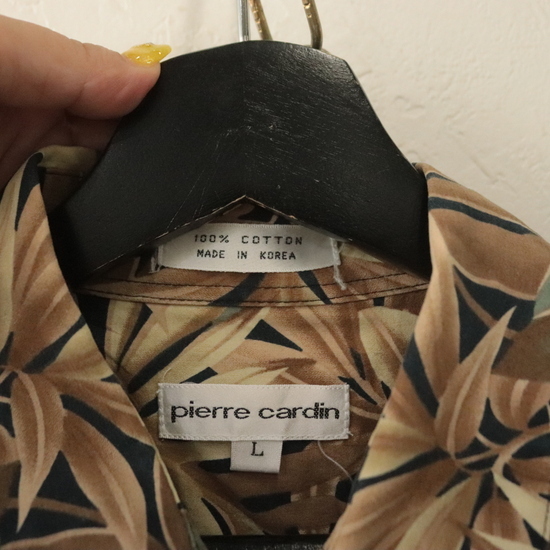 100% COTTON
MADE IN KOREA
pierre cardin
L